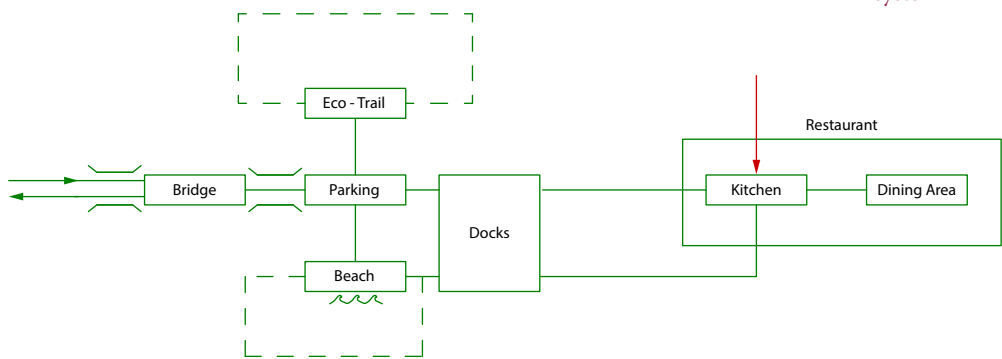 Eco - Trail
Restaurant
Bridge
Parking
Kitchen
Dining Area
Docks
Beach